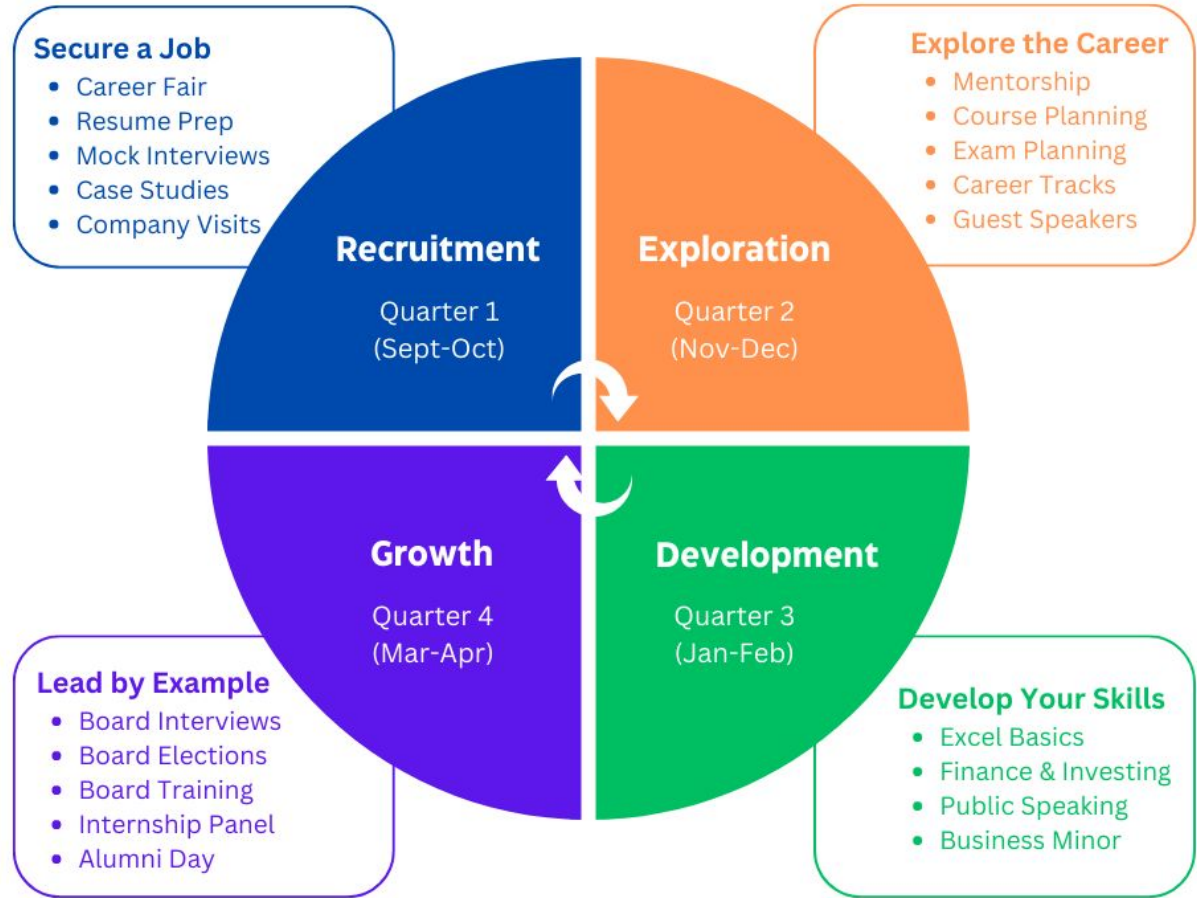 Secure a Job
• Career Fair
• Resume Prep
• Mock Interviews
• Case Studies
• Company Visits
Explore the Career
• Mentorship
• Course Planning
• Exam Planning
• Career Tracks
• Guest Speakers
Recruitment
Quarter 1
(Sept-Oct)
Exploration
Quarter 2
(Nov-Dec)
Growth
Quarter 4
(Mar-Apr)
Development
Quarter 3
(Jan-Feb)
Lead by Example
• Board Interviews
• Board Elections
• Board Training
• Internship Panel
• Alumni Day
Develop Your Skills
• Excel Basics
• Finance & Investing
• Public Speaking
• Business Minor